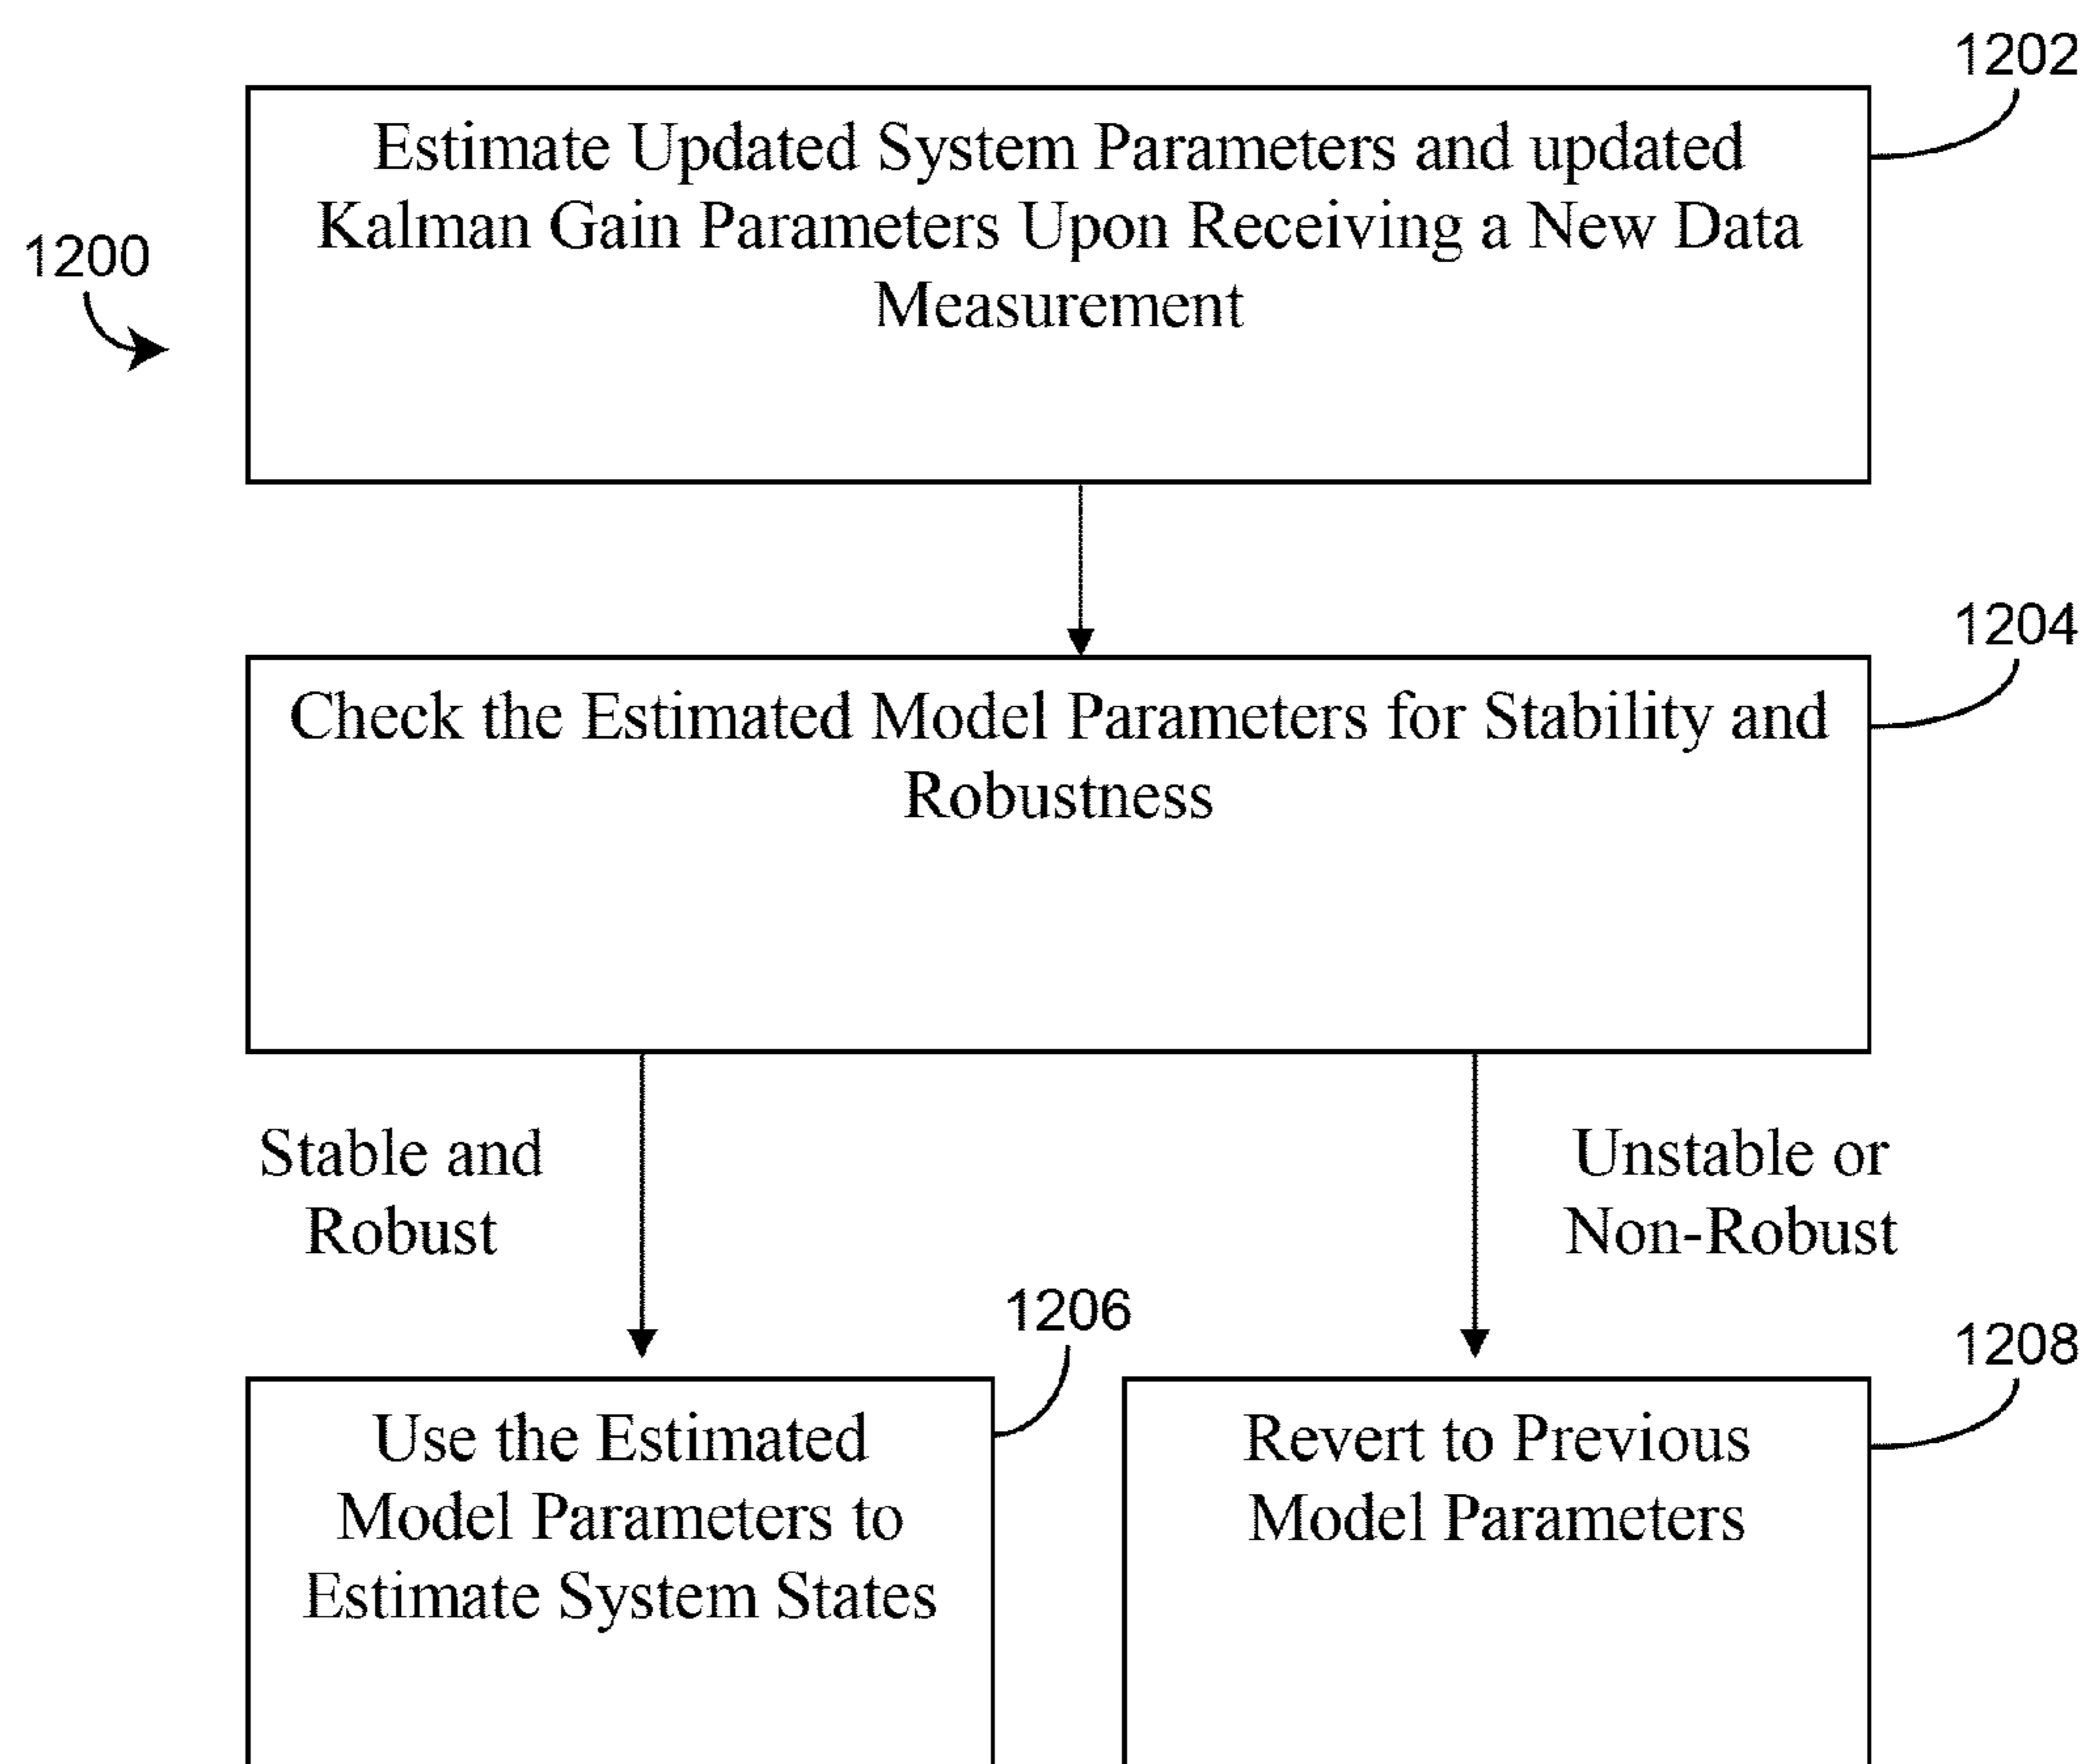 1202
Estimate Updated System Parameters and updated
Kalman Gain Parameters Upon Receiving a New Data
Measurement
1200
1204
Check the Estimated Model Parameters for Stability and
Robustness
Stable and
Robust
Unstable or
Non-Robust
1206
1208
Use the Estimated
Model Parameters to
Estimate System States
Revert to Previous
Model Parameters